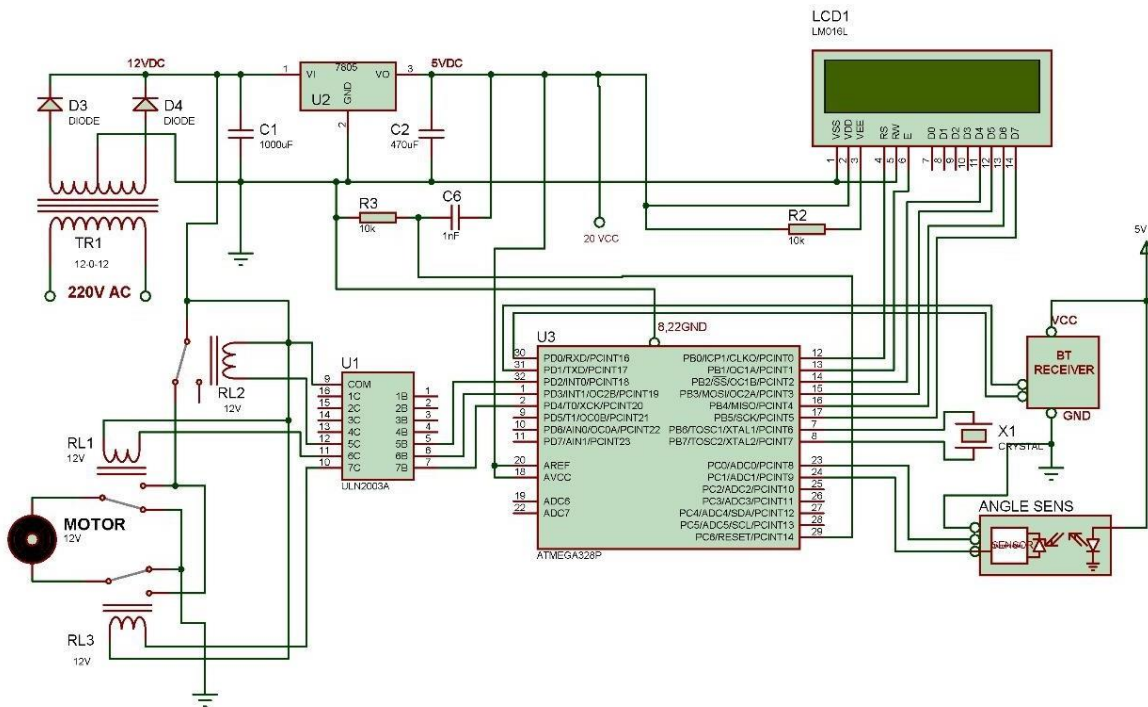 LCD1
LM016L
VSS
VDD
VEE
RS
RW
E
D0
D1
D2
D3
D4
D5
D6
D7
1
2
3
4
5
6
7
8
9
10
11
12
13
14
12VDC
D3
DIODE
D4
DIODE
1
VI
7805
VO
3
GND
2
U2
5VDC
C1
1000uF
C2
470uF
R3
10k
C6
1nF
20 VCC
R2
10k
TR1
12-0-12
220V AC
5V
8,22GND
U3
30 PD0/RXD/PCINT16
31 PD1/TXD/PCINT17
32 PD2/INT0/PCINT18
1 PD3/INT1/OC2B/PCINT19
2 PD4/T0/XCK/PCINT20
9 PD5/T1/OC0B/PCINT21
10 PD6/AIN0/OC0A/PCINT22
11 PD7/AIN1/PCINT23
20 AREF
18 AVCC
19 ADC6
22 ADC7
PB0/ICP1/CLKO/PCINT0 12
PB1/OC1A/PCINT1 13
PB2/SS/OC1B/PCINT2 14
PB3/MOSI/OC2A/PCINT3 15
PB4/MISO/PCINT4 16
PB5/SCK/PCINT5 17
PB6/TOSC1/XTAL1/PCINT6 7
PB7/TOSC2/XTAL2/PCINT7 8
PC0/ADC0/PCINT8 23
PC1/ADC1/PCINT9 24
PC2/ADC2/PCINT10 25
PC3/ADC3/PCINT11 26
PC4/ADC4/SDA/PCINT12 27
PC5/ADC5/SCL/PCINT13 28
PC6/RESET/PCINT14 29
ATMEGA328P
U1
9 COM
16 1C 1B 1
15 2C 2B 2
14 3C 3B 3
13 4C 4B 4
12 5C 5B 5
11 6C 6B 6
10 7C 7B 7
ULN2003A
RL2
12V
RL1
12V
MOTOR
12V
RL3
12V
VCC
BT
RECEIVER
GND
X1
CRYSTAL
ANGLE SENS
SENSOR